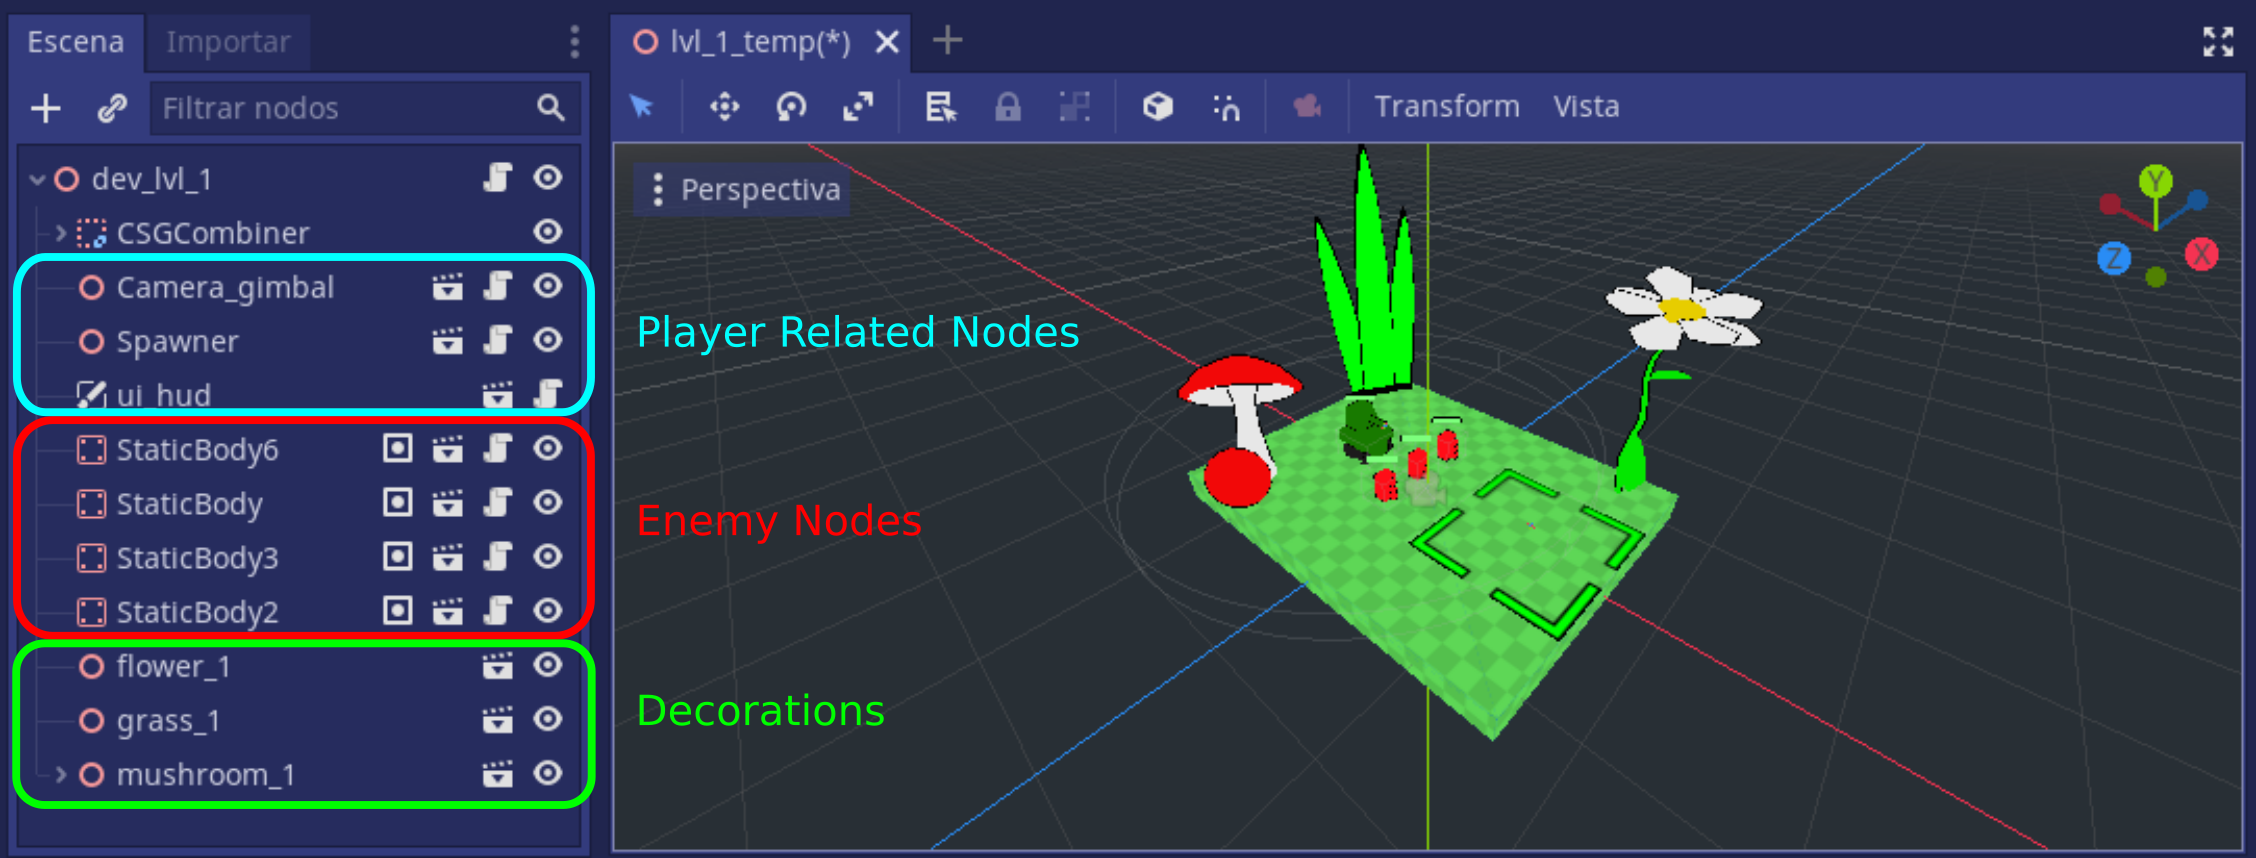 Escena Importar
Filtrar nodos
dev_lvl_1
CSGCombiner
Camera_gimbal
Spawner
ui_hud
StaticBody6
StaticBody
StaticBody3
StaticBody2
flower_1
grass_1
mushroom_1
lvl_1_temp(*)
Transform Vista
Perspectiva
Y
Z
X
Player Related Nodes
Enemy Nodes
Decorations